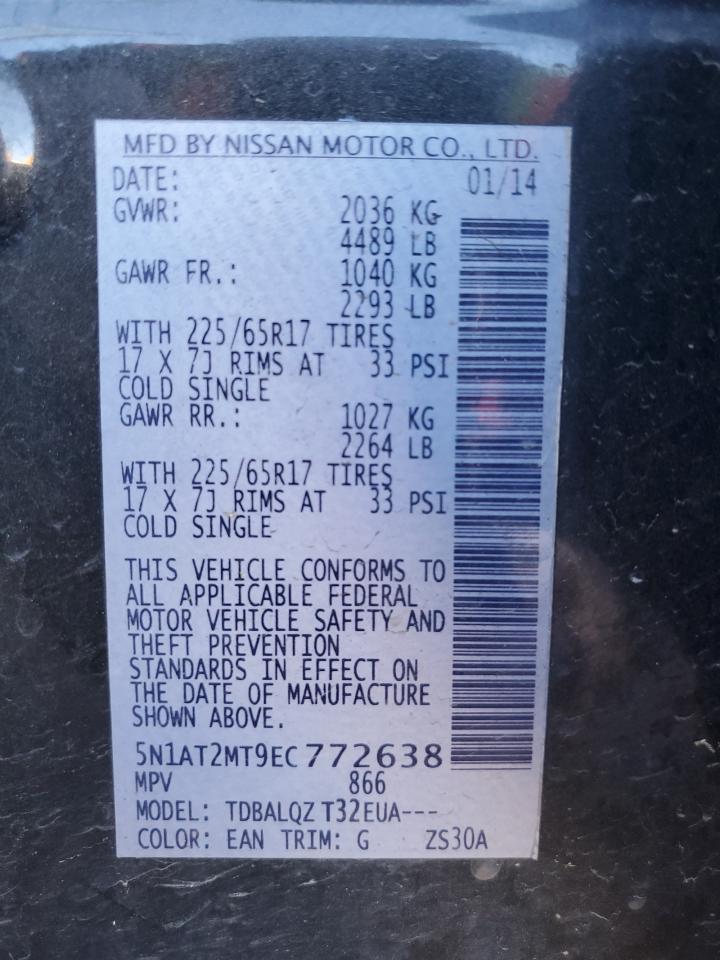 MFD BY NISSAN MOTOR CO., LTD.
DATE: 01/14
GVWR: 2036 KG
4489 LB
GAWR FR.: 1040 KG
2293 LB
WITH 225/65R17 TIRES
17 X 7J RIMS AT 33 PSI
COLD SINGLE
GAWR RR.: 1027 KG
2264 LB
WITH 225/65R17 TIRES
17 X 7J RIMS AT 33 PSI
COLD SINGLE
THIS VEHICLE CONFORMS TO
ALL APPLICABLE FEDERAL
MOTOR VEHICLE SAFETY AND
THEFT PREVENTION
STANDARDS IN EFFECT ON
THE DATE OF MANUFACTURE
SHOWN ABOVE.
5N1AT2MT9EC772638
MPV 866
MODEL: TDBALQZ T32EUA---
COLOR: EAN TRIM: G ZS30A